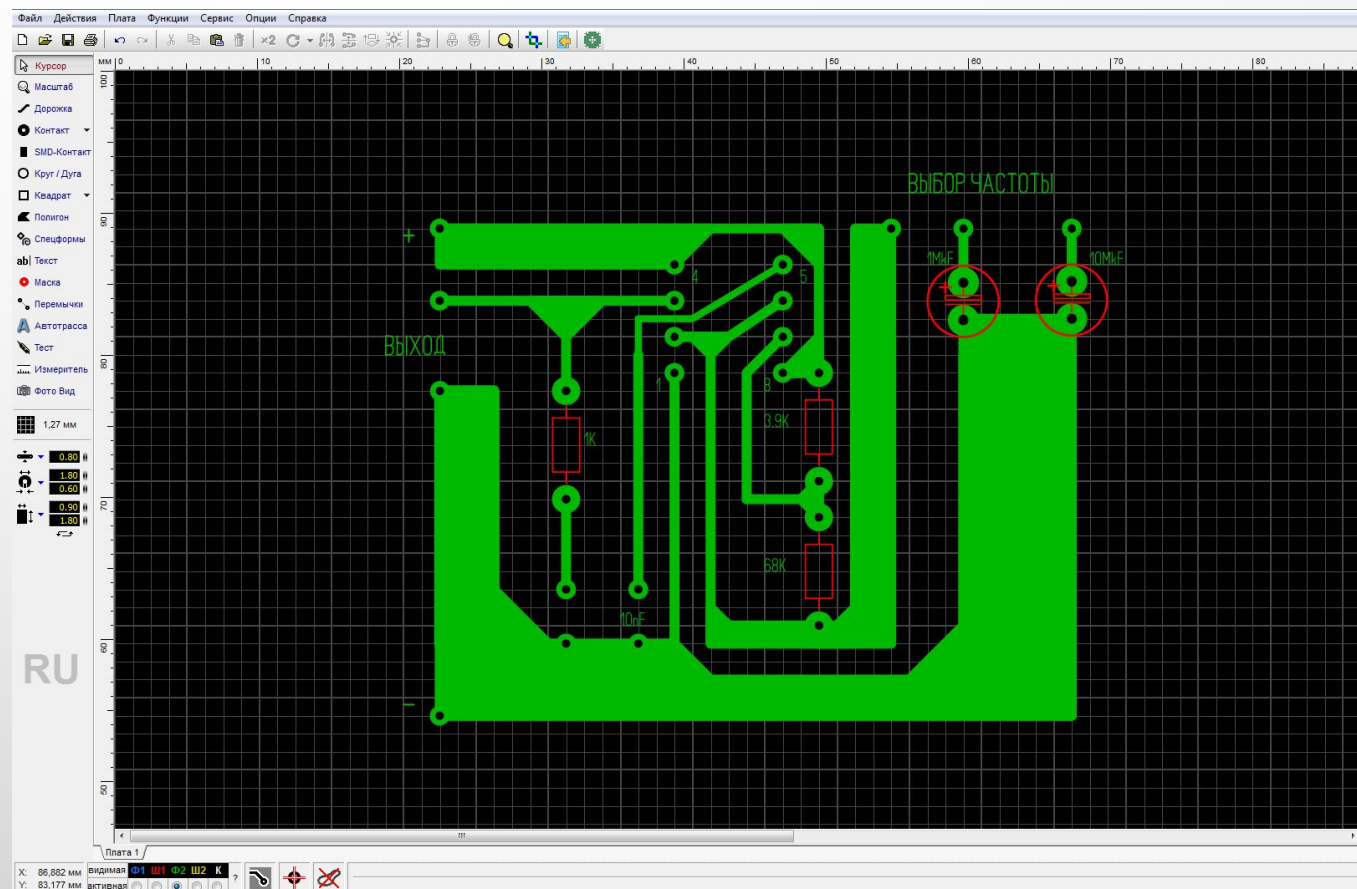 Файл Действия Плата Функции Сервис Опции Справка
×2
мм 0 10 20 30 40 50 60 70 80
Курсор
Масштаб
Дорожка
Контакт
SMD-Контакт
Круг / Дуга
Квадрат
Полигон
Спецформы
ab| Текст
Маска
Перемычки
Автотрасса
Тест
Измеритель
Фото Вид
1,27 мм
0.80
1.80
0.60
0.90
1.80
RU
100
90
80
70
60
50
ВЫБОР ЧАСТОТЫ
+
1MkF
10MkF
+
+
4
5
ВЫХОД
1
8
3.9K
1K
68K
10nF
–
Плата 1
X: 86,882 мм
Y: 83,177 мм
видимая Ф1 Ш1 Ф2 Ш2 К
активная
?